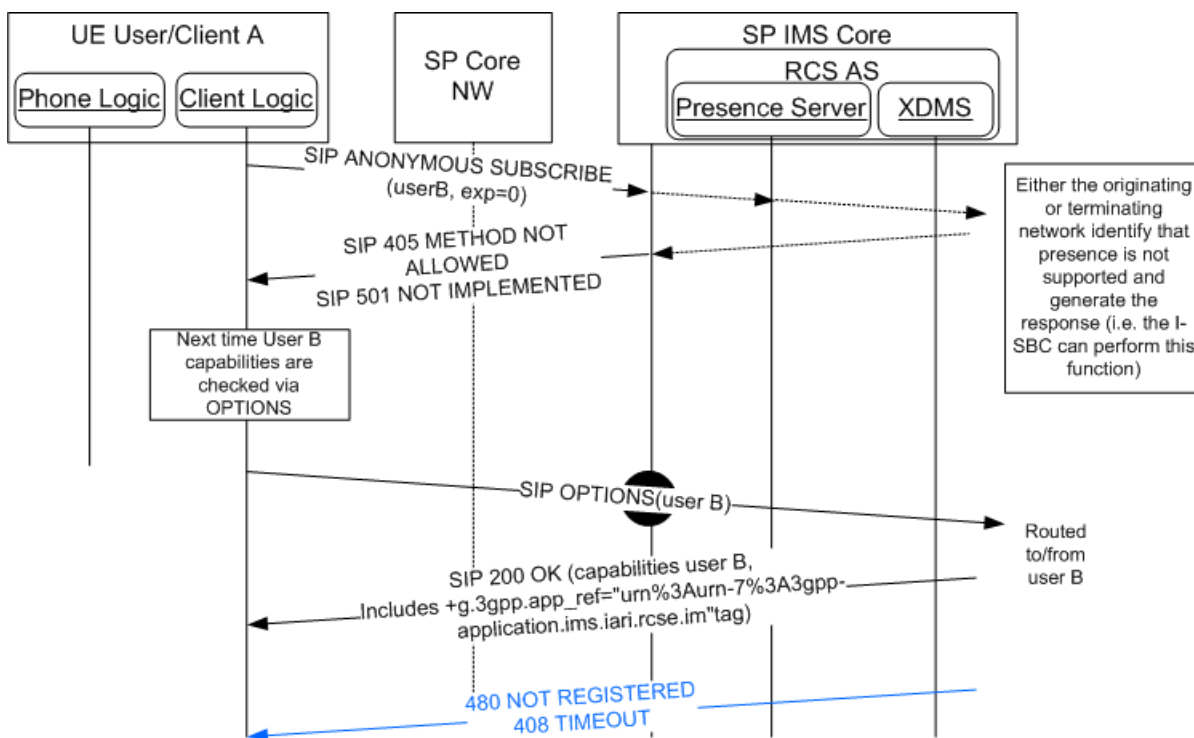 UE User/Client A
Phone Logic
Client Logic
SP Core
NW
SP IMS Core
RCS AS
Presence Server
XDMS
SIP ANONYMOUS SUBSCRIBE
(userB, exp=0)
SIP 405 METHOD NOT
ALLOWED
SIP 501 NOT IMPLEMENTED
Either the originating
or terminating
network identify that
presence is not
supported and
generate the
response (i.e. the I-
SBC can perform this
function)
Next time User B
capabilities are
checked via
OPTIONS
SIP OPTIONS(user B)
Routed
to/from
user B
SIP 200 OK (capabilities user B,
Includes +g.3gpp.app_ref="urn%3Aurn-7%3A3gpp-
application.ims.iari.rcse.im"tag)
480 NOT REGISTERED
408 TIMEOUT